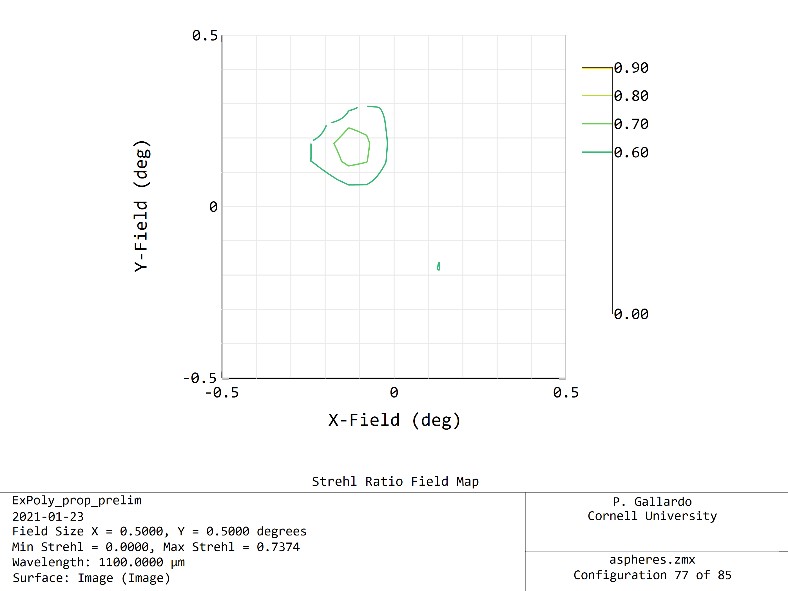 0.5
0
-0.5
-0.5
0
0.5
Y-Field (deg)
X-Field (deg)
0.90
0.80
0.70
0.60
0.00
Strehl Ratio Field Map
ExPoly_prop_prelim
2021-01-23
Field Size X = 0.5000, Y = 0.5000 degrees
Min Strehl = 0.0000, Max Strehl = 0.7374
Wavelength: 1100.0000 µm
Surface: Image (Image)
P. Gallardo
Cornell University
aspheres.zmx
Configuration 77 of 85